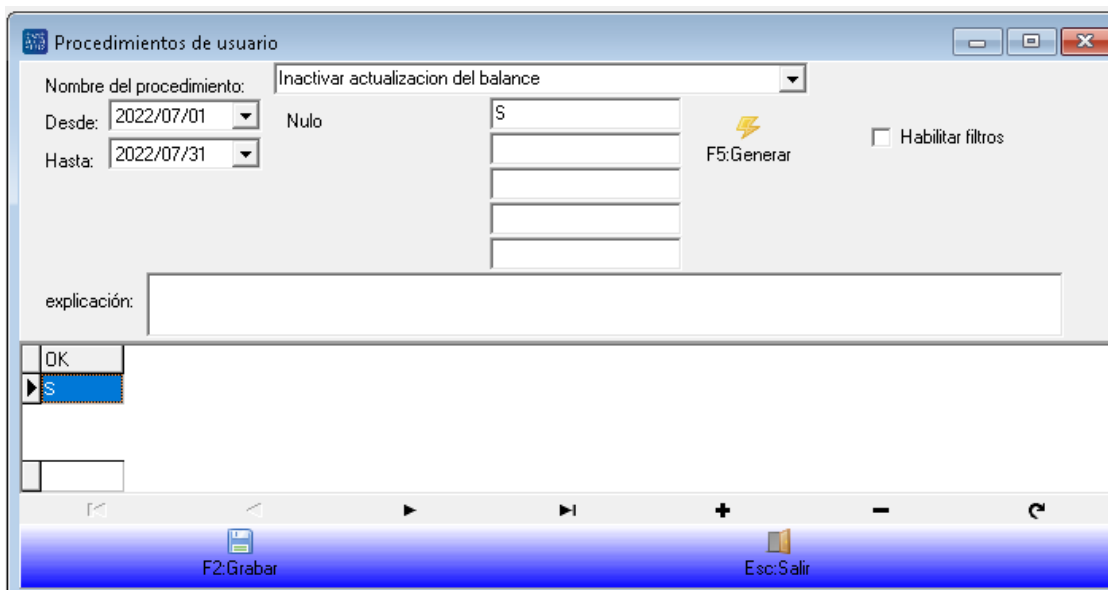 Procedimientos de usuario
Nombre del procedimiento: Inactivar actualizacion del balance
Desde: 2022/07/01 Nulo S
Hasta: 2022/07/31
F5:Generar
Habilitar filtros
explicación:
OK
S
F2:Grabar Esc:Salir